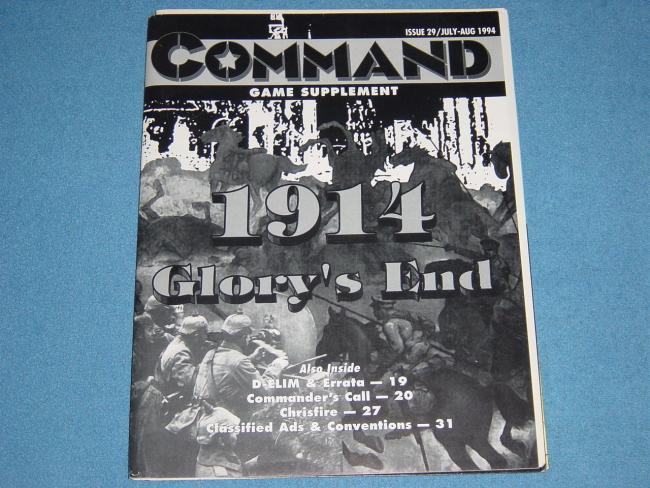 ISSUE 29/JULY-AUG 1994
COMMAND
GAME SUPPLEMENT
1914
Glory's End
Also Inside
D-ELIM & Errata — 19
Commander's Call — 20
Chrisfire — 27
Classified Ads & Conventions — 31